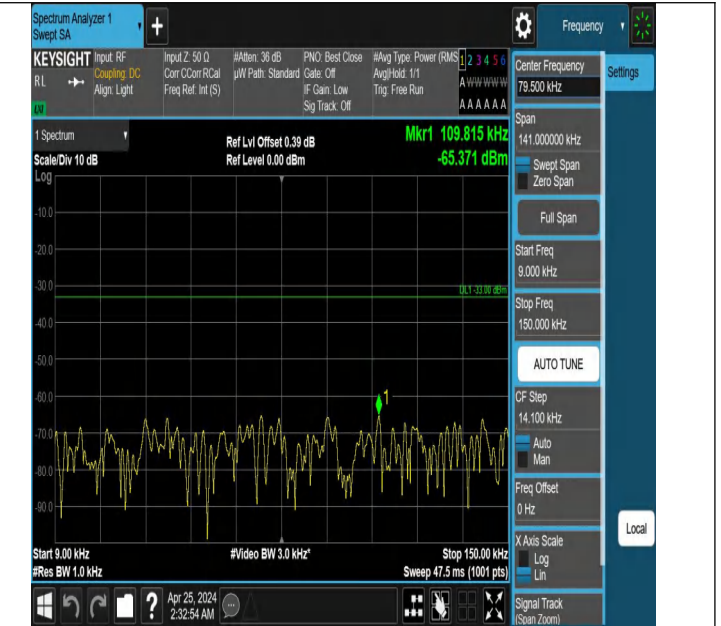 Spectrum Analyzer 1
Swept SA
+
Frequency
KEYSIGHT
RL
LXI
Input: RF
Coupling: DC
Align: Light
Input Z: 50 Ω
Corr CCorr RCal
Freq Ref: Int (S)
#Atten: 36 dB
µW Path: Standard
PNO: Best Close
Gate: Off
IF Gain: Low
Sig Track: Off
#Avg Type: Power (RMS
Avg|Hold: 1/1
Trig: Free Run
1 2 3 4 5 6
A W W W W W
A A A A A A
1 Spectrum
Scale/Div 10 dB
Log
Ref Lvl Offset 0.39 dB
Ref Level 0.00 dBm
Mkr1 109.815 kHz
-65.371 dBm
-10.0
-20.0
-30.0
DL1 -33.00 dBm
-40.0
-50.0
-60.0
1
-70.0
-80.0
-90.0
Start 9.00 kHz
#Res BW 1.0 kHz
#Video BW 3.0 kHz*
Stop 150.00 kHz
Sweep 47.5 ms (1001 pts)
Center Frequency
79.500 kHz
Settings
Span
141.000000 kHz
Swept Span
Zero Span
Full Span
Start Freq
9.000 kHz
Stop Freq
150.000 kHz
AUTO TUNE
CF Step
14.100 kHz
Auto
Man
Freq Offset
0 Hz
X Axis Scale
Log
Lin
Local
Signal Track
(Span Zoom)
?
Apr 25, 2024
2:32:54 AM